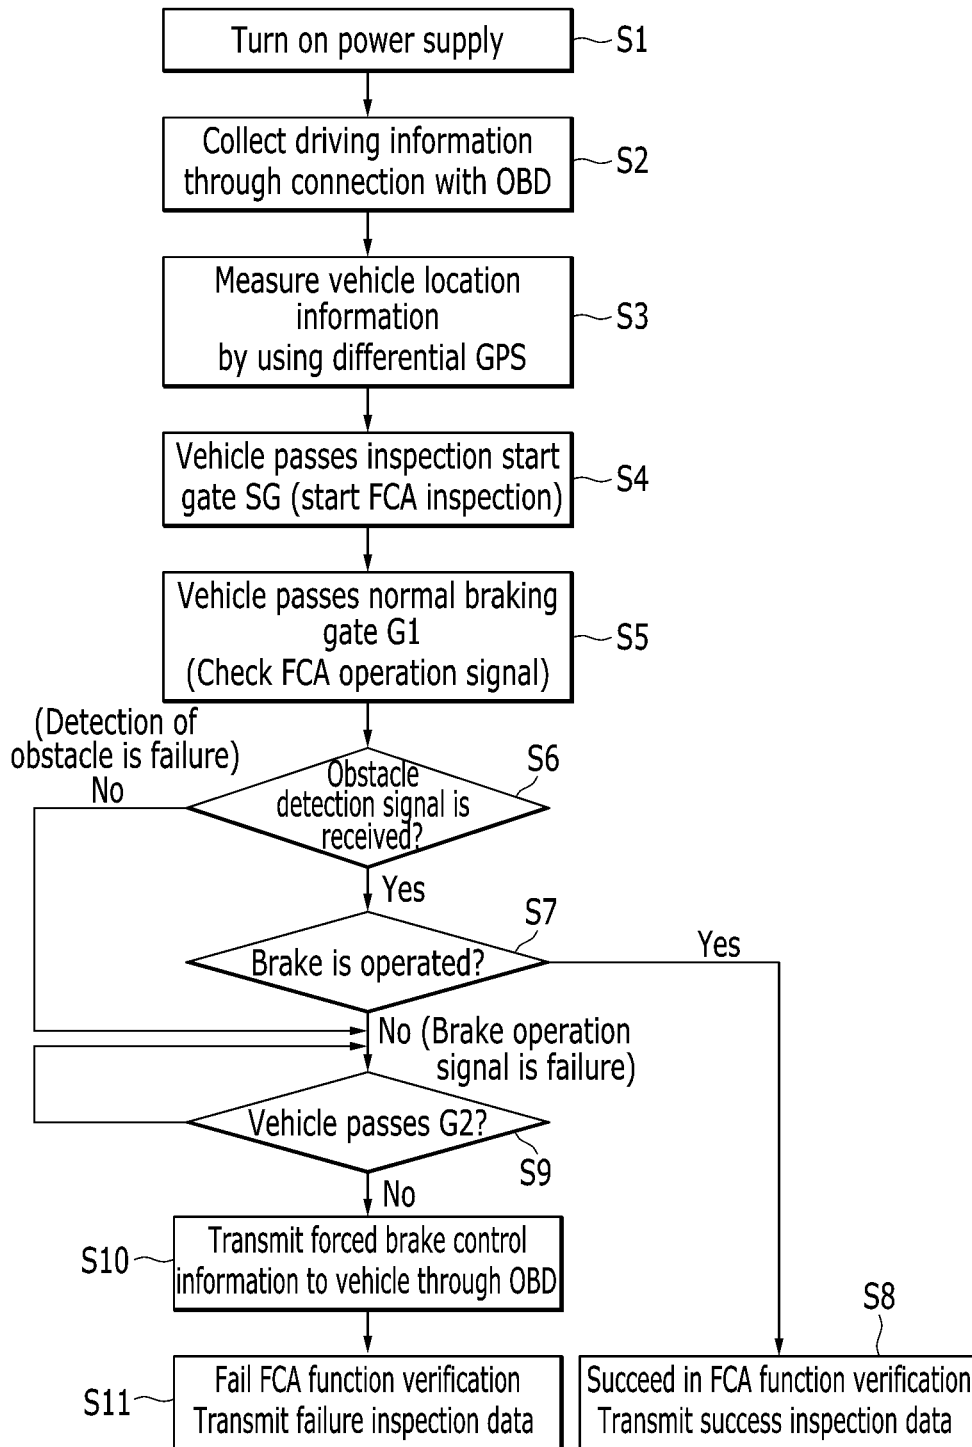 Turn on power supply
S1
Collect driving information
through connection with OBD
S2
Measure vehicle location
information
by using differential GPS
S3
Vehicle passes inspection start
gate SG (start FCA inspection)
S4
Vehicle passes normal braking
gate G1
(Check FCA operation signal)
S5
(Detection of
obstacle is failure)
No
Obstacle
detection signal is
received?
S6
Yes
S7
Brake is operated?
Yes
No (Brake operation
signal is failure)
Vehicle passes G2?
S9
No
Transmit forced brake control
information to vehicle through OBD
S10
S8
Fail FCA function verification
Transmit failure inspection data
S11
Succeed in FCA function verification
Transmit success inspection data